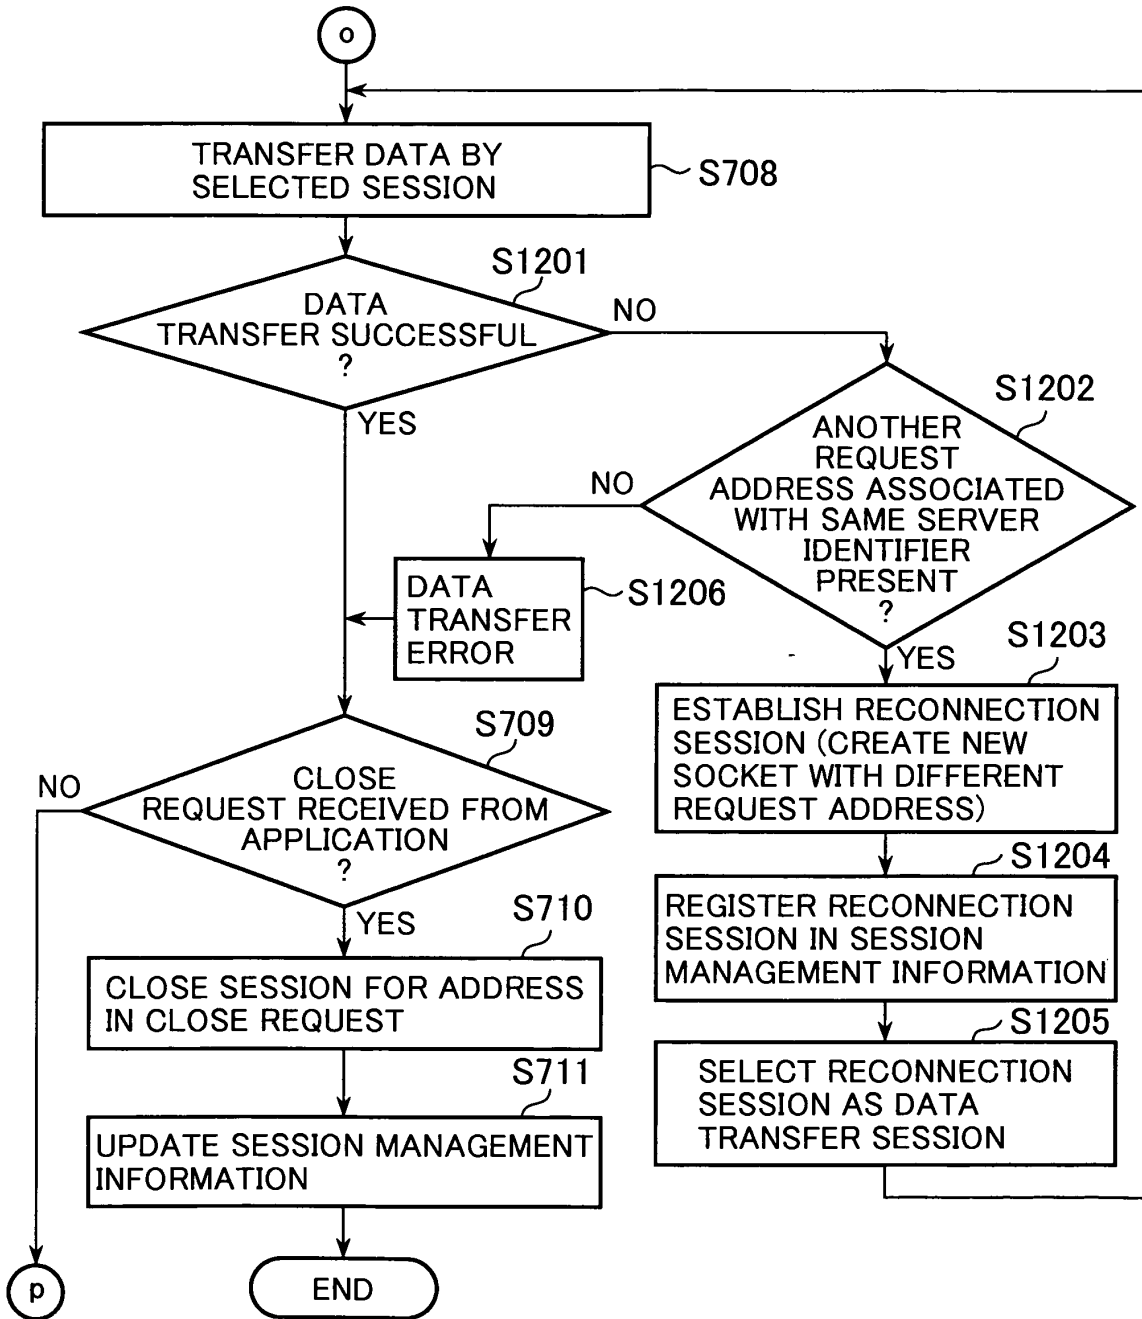 o
TRANSFER DATA BY
SELECTED SESSION
S708
S1201
DATA
TRANSFER SUCCESSFUL
?
NO
YES
S1202
ANOTHER
REQUEST
ADDRESS ASSOCIATED
WITH SAME SERVER
IDENTIFIER
PRESENT
?
NO
YES
DATA
TRANSFER
ERROR
S1206
S1203
ESTABLISH RECONNECTION
SESSION (CREATE NEW
SOCKET WITH DIFFERENT
REQUEST ADDRESS)
S709
CLOSE
REQUEST RECEIVED FROM
APPLICATION
?
NO
YES
S1204
REGISTER RECONNECTION
SESSION IN SESSION
MANAGEMENT INFORMATION
S710
CLOSE SESSION FOR ADDRESS
IN CLOSE REQUEST
S1205
SELECT RECONNECTION
SESSION AS DATA
TRANSFER SESSION
S711
UPDATE SESSION MANAGEMENT
INFORMATION
p
END